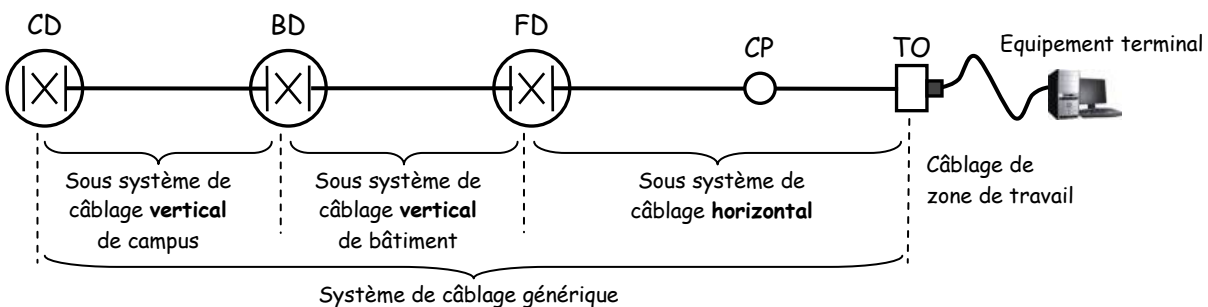 CD
BD
FD
CP
TO
Equipement terminal
Sous système de
câblage vertical
de campus
Sous système de
câblage vertical
de bâtiment
Sous système de
câblage horizontal
Câblage de
zone de travail
Système de câblage générique